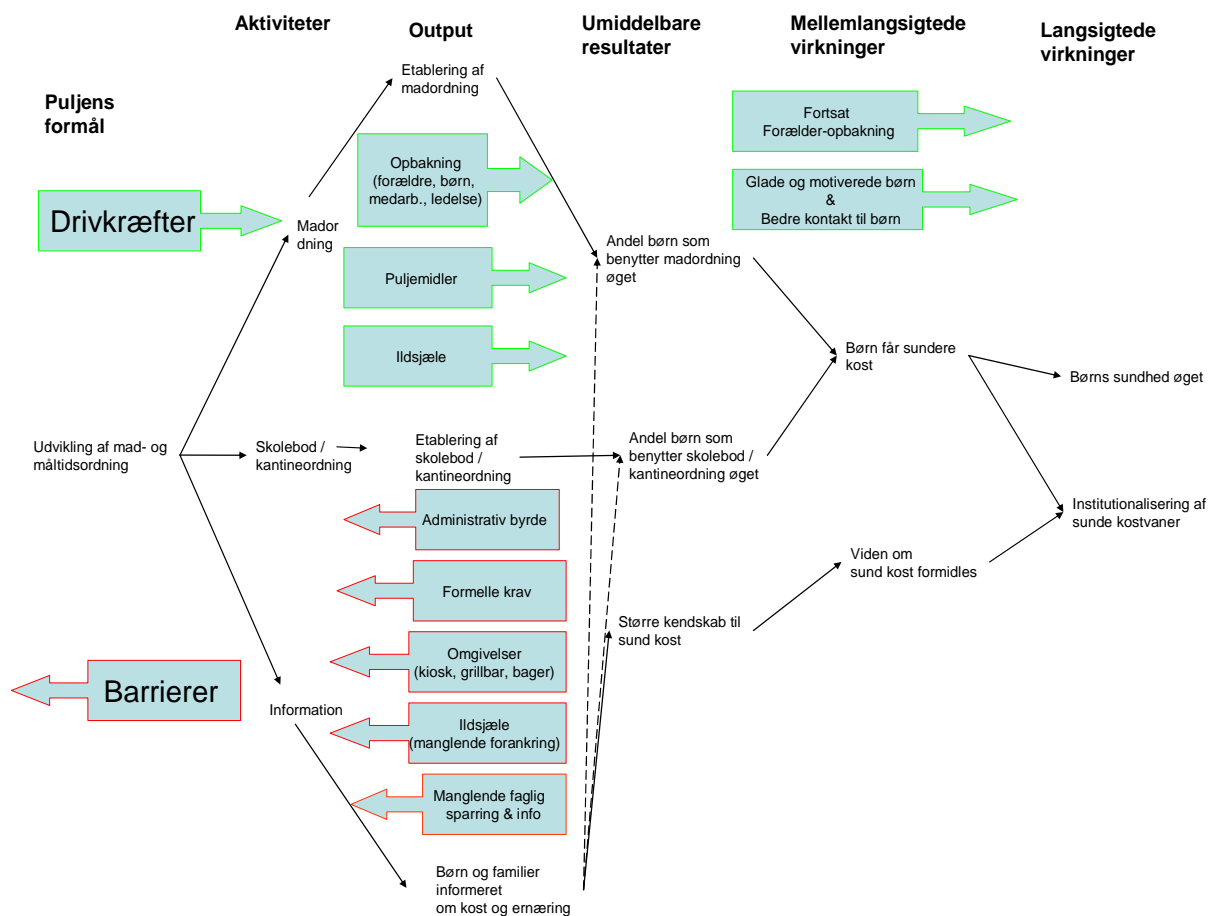 Puljens
formål
Aktiviteter
Output
Umiddelbare
resultater
Mellemlangsigtede
virkninger
Langsigtede
virkninger
Drivkræfter
Udvikling af mad- og
måltidsordning
Barrierer
Mador
dning
Skolebod /
kantineordning
Information
Etablering af
madordning
Opbakning
(forældre, børn,
medarb., ledelse)
Puljemidler
Ildsjæle
Etablering af
skolebod /
kantineordning
Administrativ byrde
Formelle krav
Omgivelser
(kiosk, grillbar, bager)
Ildsjæle
(manglende forankring)
Manglende faglig
sparring & info
Børn og familier
informeret
om kost og ernæring
Andel børn som
benytter madordning
øget
Andel børn som
benytter skolebod /
kantineordning øget
Større kendskab til
sund kost
Fortsat
Forælder-opbakning
Glade og motiverede børn
&
Bedre kontakt til børn
Børn får sundere
kost
Viden om
sund kost formidles
Børns sundhed øget
Institutionalisering af
sunde kostvaner